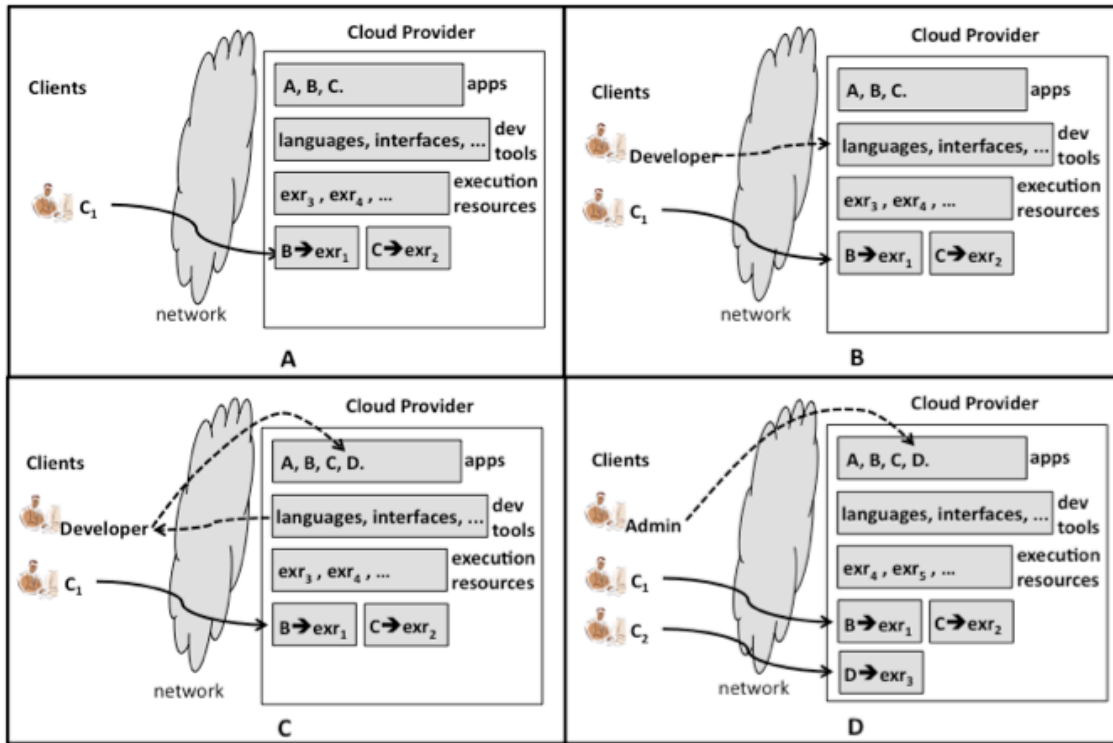 Cloud Provider
Clients
A, B, C. apps
languages, interfaces, ... dev
tools
exr₃ , exr₄ , ... execution
resources
C₁
B➔exr₁ C➔exr₂
network
A
Cloud Provider
Clients
A, B, C. apps
Developer languages, interfaces, ... dev
tools
exr₃ , exr₄ , ... execution
resources
C₁
B➔exr₁ C➔exr₂
network
B
Cloud Provider
Clients
A, B, C, D. apps
Developer languages, interfaces, ... dev
tools
exr₃ , exr₄ , ... execution
resources
C₁
B➔exr₁ C➔exr₂
network
C
Cloud Provider
Clients
A, B, C, D. apps
Admin languages, interfaces, ... dev
tools
exr₄ , exr₅ , ... execution
resources
C₁
B➔exr₁ C➔exr₂
C₂
D➔exr₃
network
D